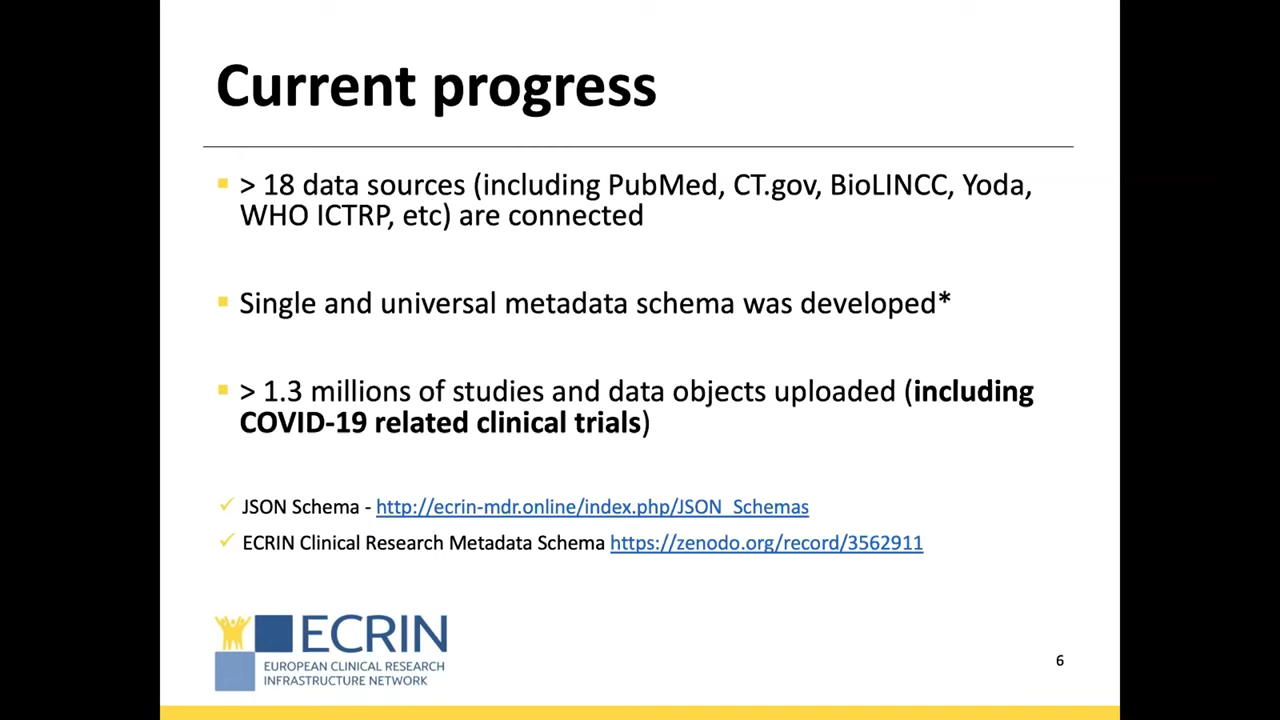 Current progress
> 18 data sources (including PubMed, CT.gov, BioLINCC, Yoda,
WHO ICTRP, etc) are connected
Single and universal metadata schema was developed*
> 1.3 millions of studies and data objects uploaded (including
COVID-19 related clinical trials)
JSON Schema - http://ecrin-mdr.online/index.php/JSON_Schemas
ECRIN Clinical Research Metadata Schema https://zenodo.org/record/3562911
ECRIN
EUROPEAN CLINICAL RESEARCH
INFRASTRUCTURE NETWORK
6